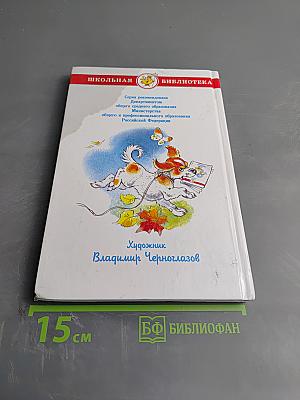 ШКОЛЬНАЯ БИБЛИОТЕКА
Серия рекомендована
Департаментом
общего среднего образования
Министерства
общего и профессионального образования
Российской Федерации
Художник
Владимир Черноглазов
15 см
БФ БИБЛИОФАН